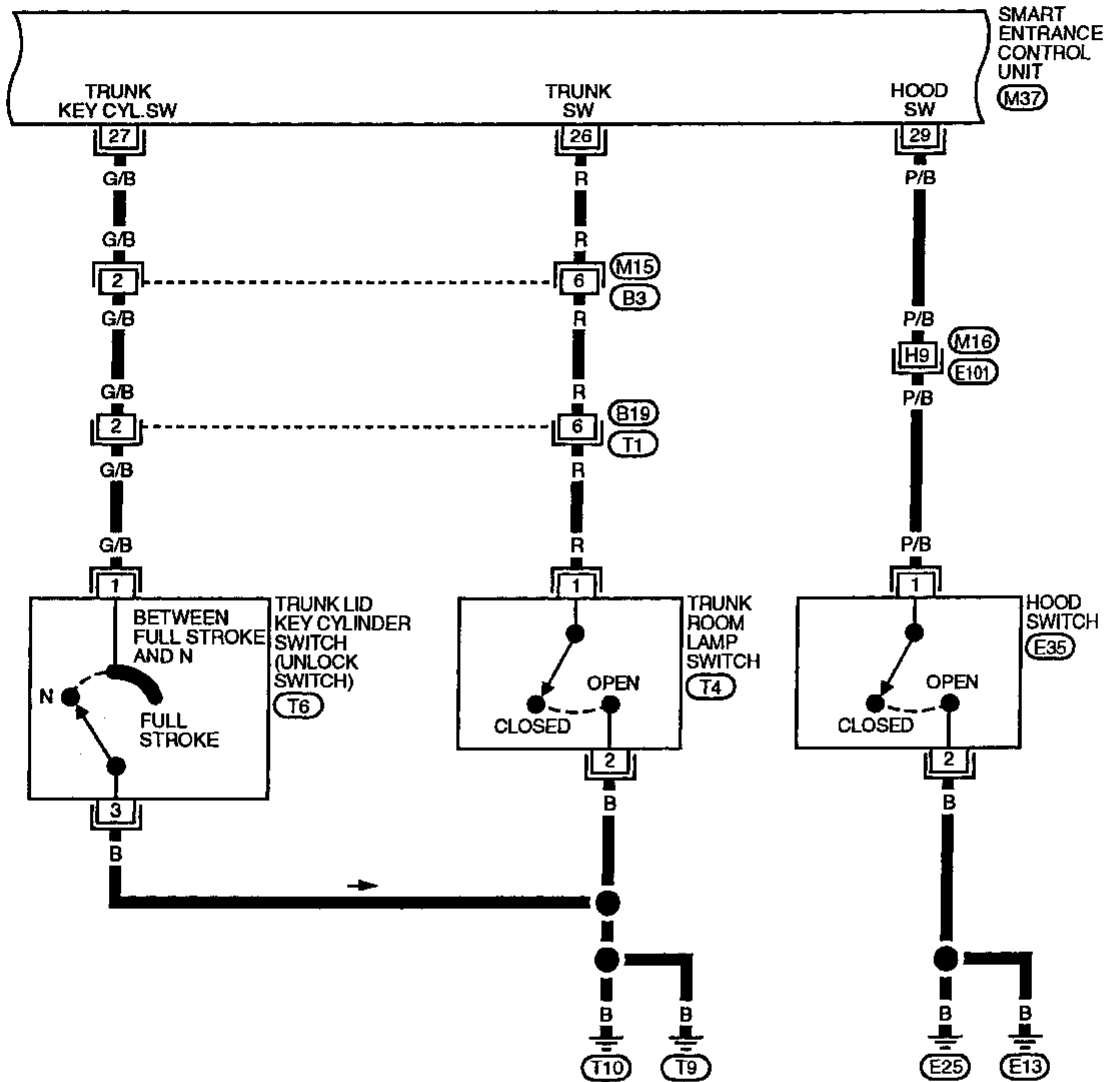 SMART
ENTRANCE
CONTROL
UNIT
M37
TRUNK
KEY CYL.SW
TRUNK
SW
HOOD
SW
27
26
29
G/B
R
P/B
G/B
R
2
6
M15
B3
G/B
R
P/B
H9
M16
E101
P/B
G/B
R
2
6
B19
T1
G/B
R
G/B
R
P/B
1
1
1
BETWEEN
FULL STROKE
AND N
N
FULL
STROKE
TRUNK LID
KEY CYLINDER
SWITCH
(UNLOCK
SWITCH)
T6
OPEN
CLOSED
TRUNK
ROOM
LAMP
SWITCH
T4
OPEN
CLOSED
HOOD
SWITCH
E35
3
2
2
B
B
B
B
B
B
B
T10
T9
E25
E13